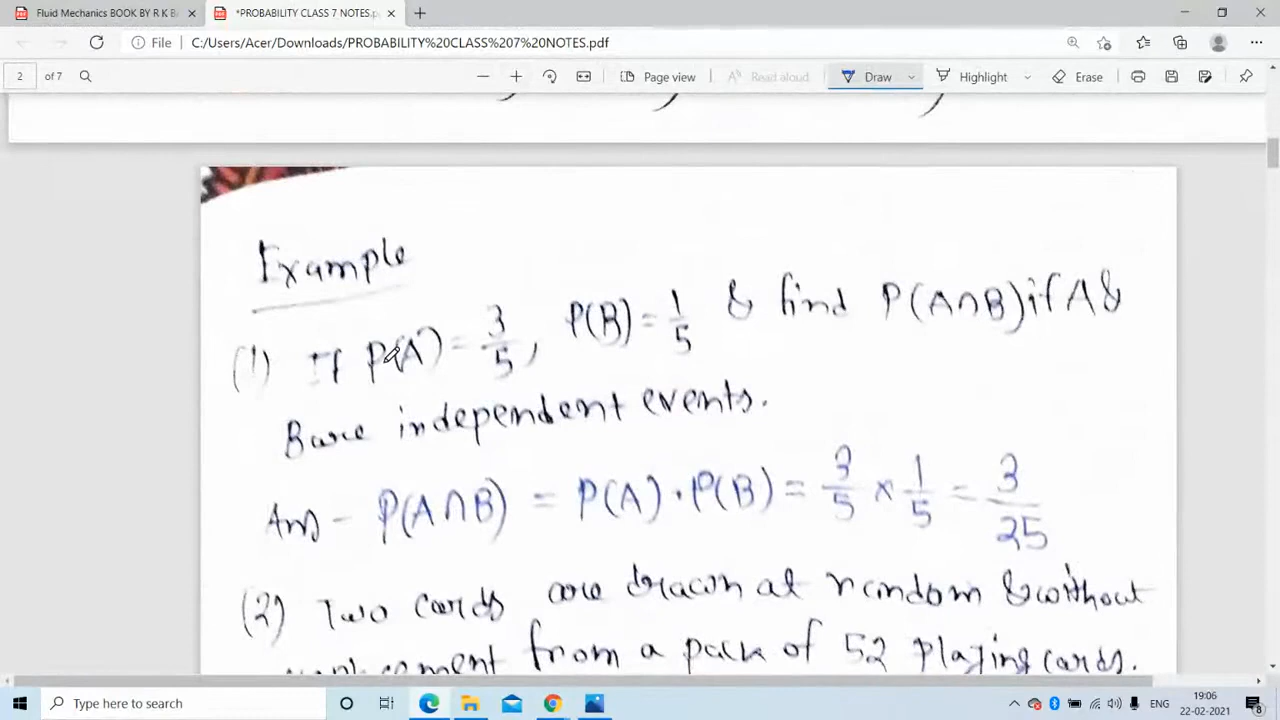 Fluid Mechanics BOOK BY R K Ba
*PROBABILITY CLASS 7 NOTES.pdf
File C:/Users/Acer/Downloads/PROBABILITY%20CLASS%207%20NOTES.pdf
2 of 7 Page view Read aloud Draw Highlight Erase
Example
(1) If P(A) = 3/5, P(B) = 1/5 & find P(A∩B) if A &
B are independent events.
Ans - P(A∩B) = P(A) . P(B) = 3/5 × 1/5 = 3/25
(2) Two cards are drawn at random & without
from a pack of 52 playing cards.
Type here to search
ENG
19:06
22-02-2021
8